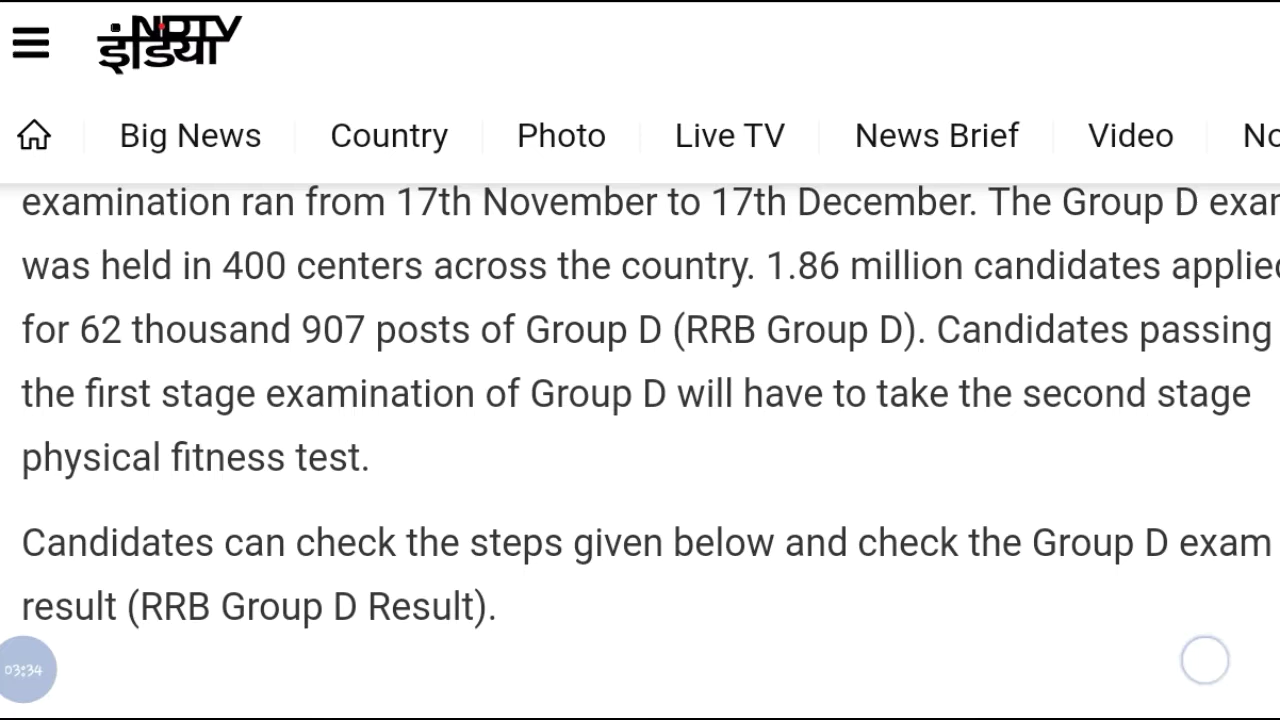 NDTV
इंडिया
Big News Country Photo Live TV News Brief Video
examination ran from 17th November to 17th December. The Group D
was held in 400 centers across the country. 1.86 million candidates
for 62 thousand 907 posts of Group D (RRB Group D). Candidates passing
the first stage examination of Group D will have to take the second stage
physical fitness test.
Candidates can check the steps given below and check the Group D exam
result (RRB Group D Result).
03:34